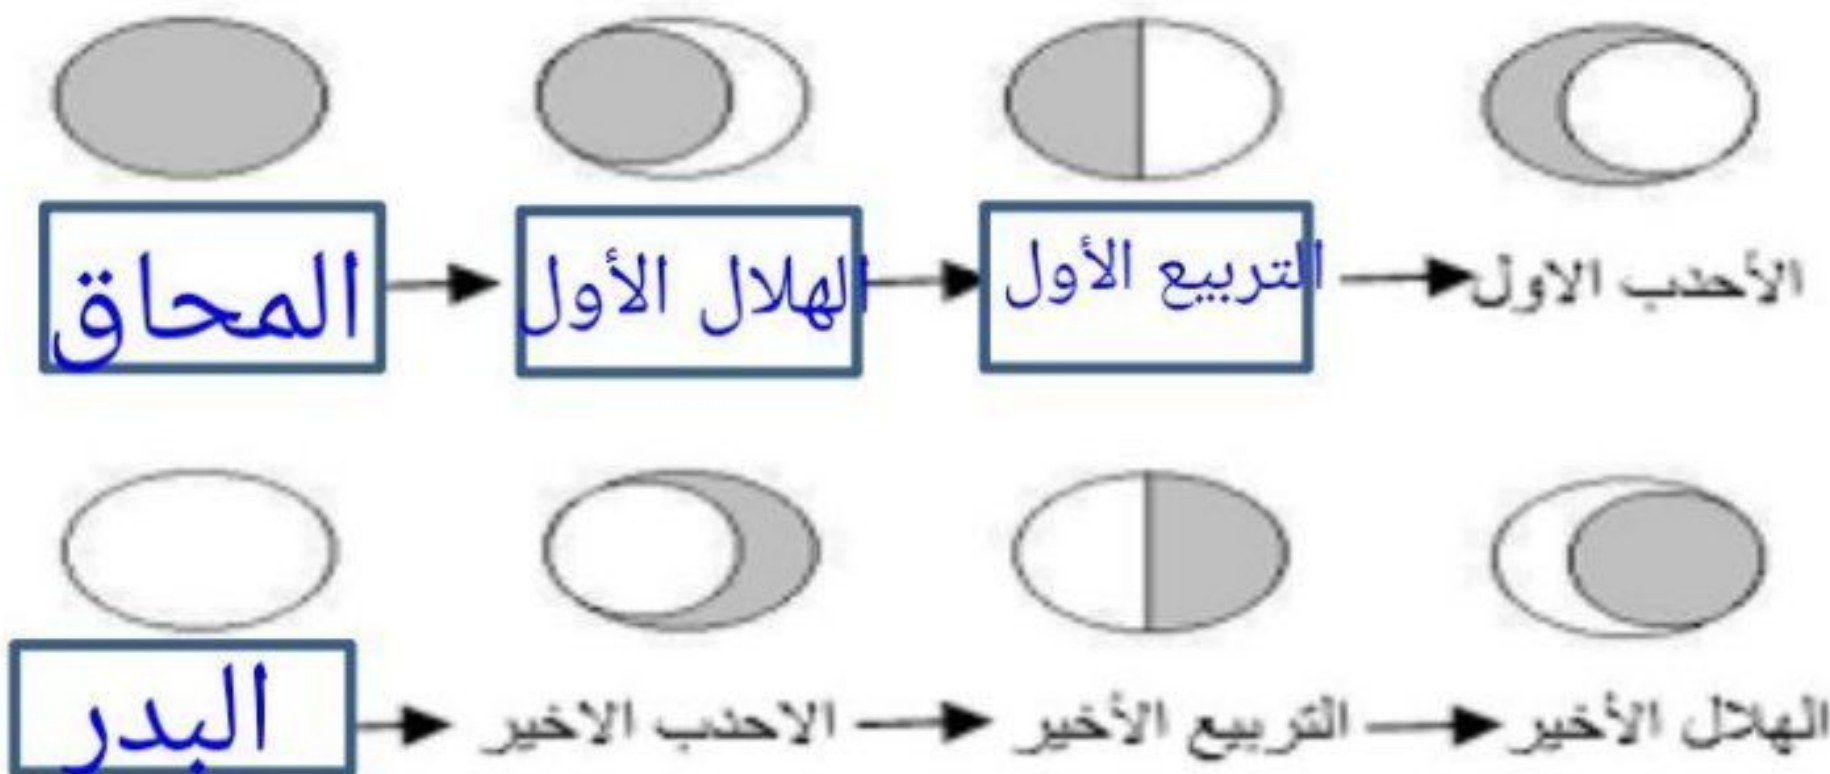 المحاق
الهلال الأول
التربيع الأول
الأحدب الاول
البدر
الاحدب الاخير
التربيع الأخير
الهلال الأخير